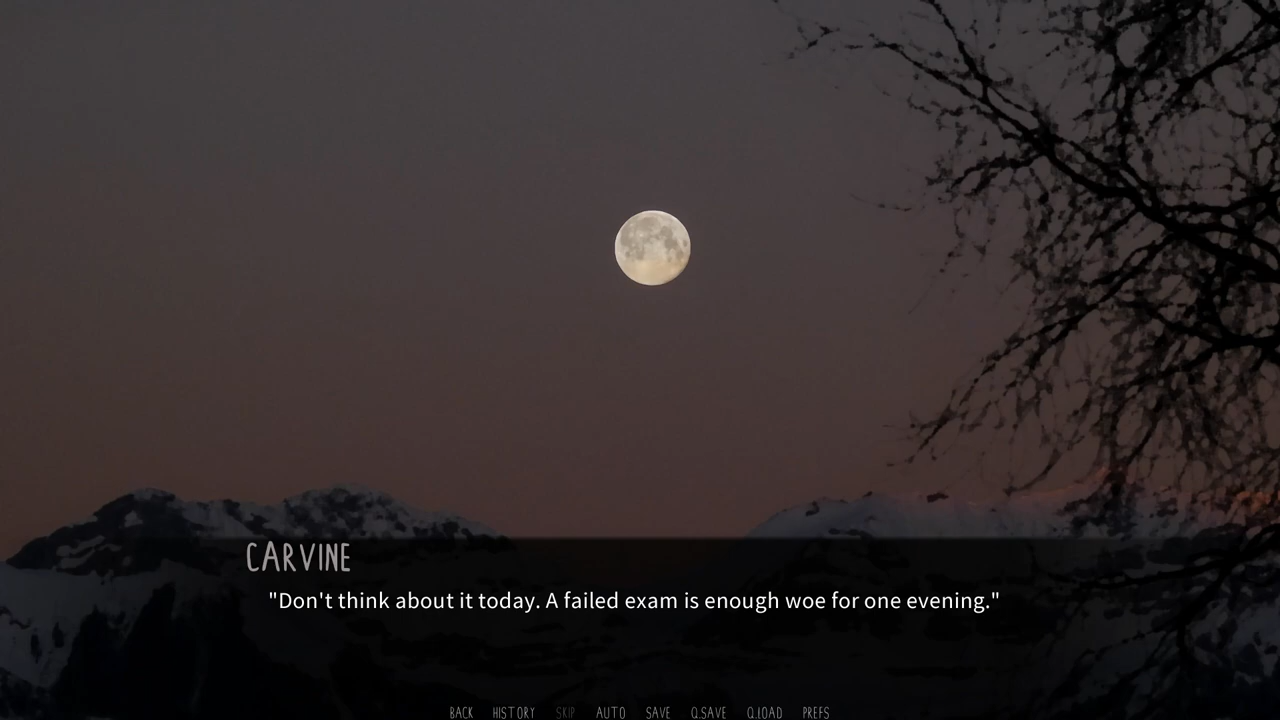 CARVINE
"Don't think about it today. A failed exam is enough woe for one evening."
BACK HISTORY SKIP AUTO SAVE Q.SAVE Q.LOAD PREFS